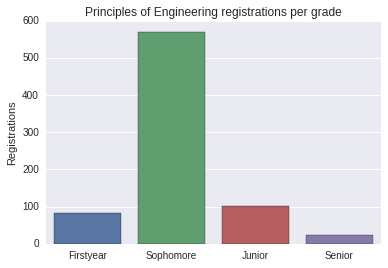 Principles of Engineering registrations per grade
600
500
400
300
200
100
0
Registrations
Firstyear Sophomore Junior Senior